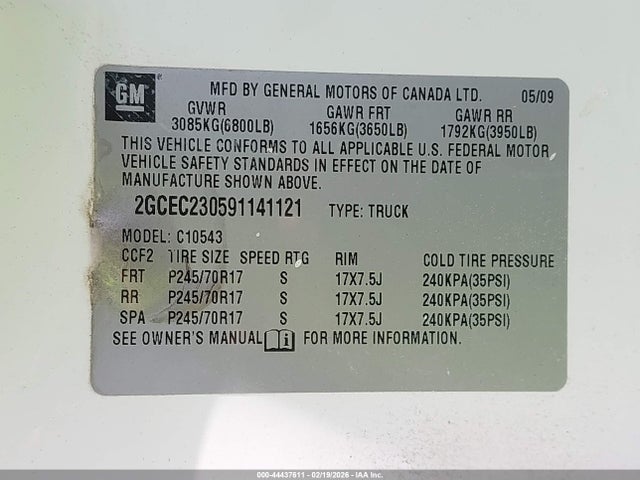 GM
MFD BY GENERAL MOTORS OF CANADA LTD. 05/09
GVWR GAWR FRT GAWR RR
3085KG(6800LB) 1656KG(3650LB) 1792KG(3950LB)
THIS VEHICLE CONFORMS TO ALL APPLICABLE U.S. FEDERAL MOTOR
VEHICLE SAFETY STANDARDS IN EFFECT ON THE DATE OF
MANUFACTURE SHOWN ABOVE.
2GCEC230591141121 TYPE: TRUCK
MODEL: C10543
CCF2 TIRE SIZE SPEED RTG RIM COLD TIRE PRESSURE
FRT P245/70R17 S 17X7.5J 240KPA(35PSI)
RR P245/70R17 S 17X7.5J 240KPA(35PSI)
SPA P245/70R17 S 17X7.5J 240KPA(35PSI)
SEE OWNER'S MANUAL i FOR MORE INFORMATION.
000-44437611 - 02/19/2026 - IAA Inc.